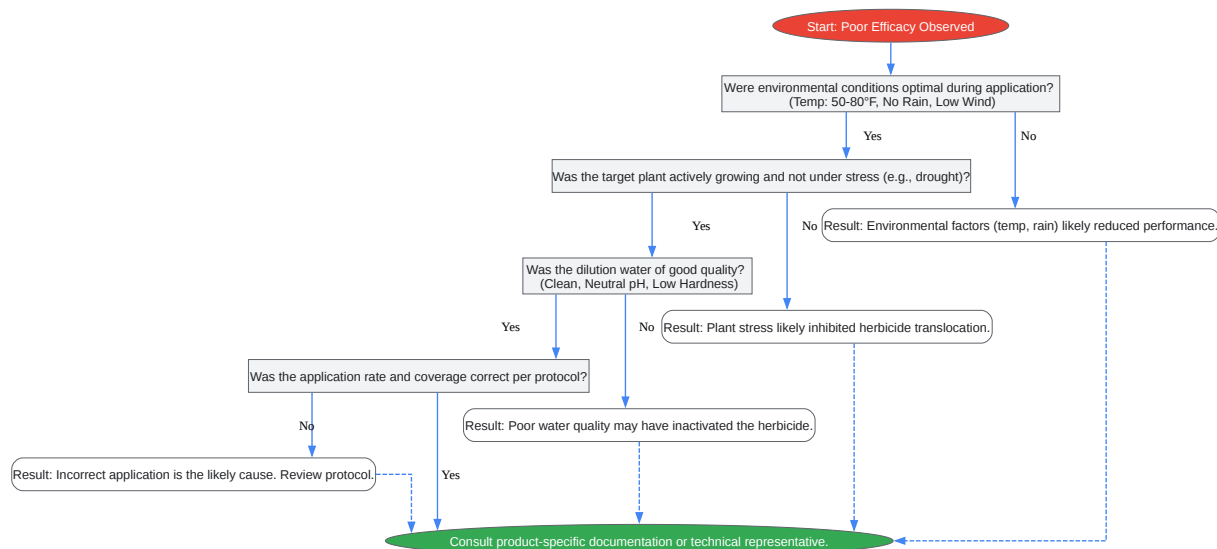 Start: Poor Efficacy Observed
Were environmental conditions optimal during application?
(Temp: 50-80°F, No Rain, Low Wind)
Yes
No
Was the target plant actively growing and not under stress (e.g., drought)?
Yes
No
Result: Environmental factors (temp, rain) likely reduced performance.
Was the dilution water of good quality?
(Clean, Neutral pH, Low Hardness)
Yes
No
Result: Plant stress likely inhibited herbicide translocation.
Was the application rate and coverage correct per protocol?
No
Result: Poor water quality may have inactivated the herbicide.
Result: Incorrect application is the likely cause. Review protocol.
Yes
Consult product-specific documentation or technical representative.